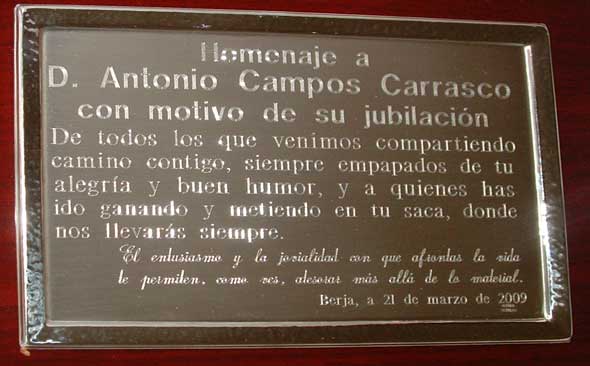 Homenaje a
D. Antonio Campos Carrasco
con motivo de su jubilación
De todos los que venimos compartiendo
camino contigo, siempre empapados de tu
alegría y buen humor, y a quienes has
ido ganando y metiendo en tu saca, donde
nos llevarás siempre.
El entusiasmo y la jovialidad con que afrontas la vida
te permiten, como ves, atesorar más allá de lo material.
Berja, a 21 de marzo de 2009